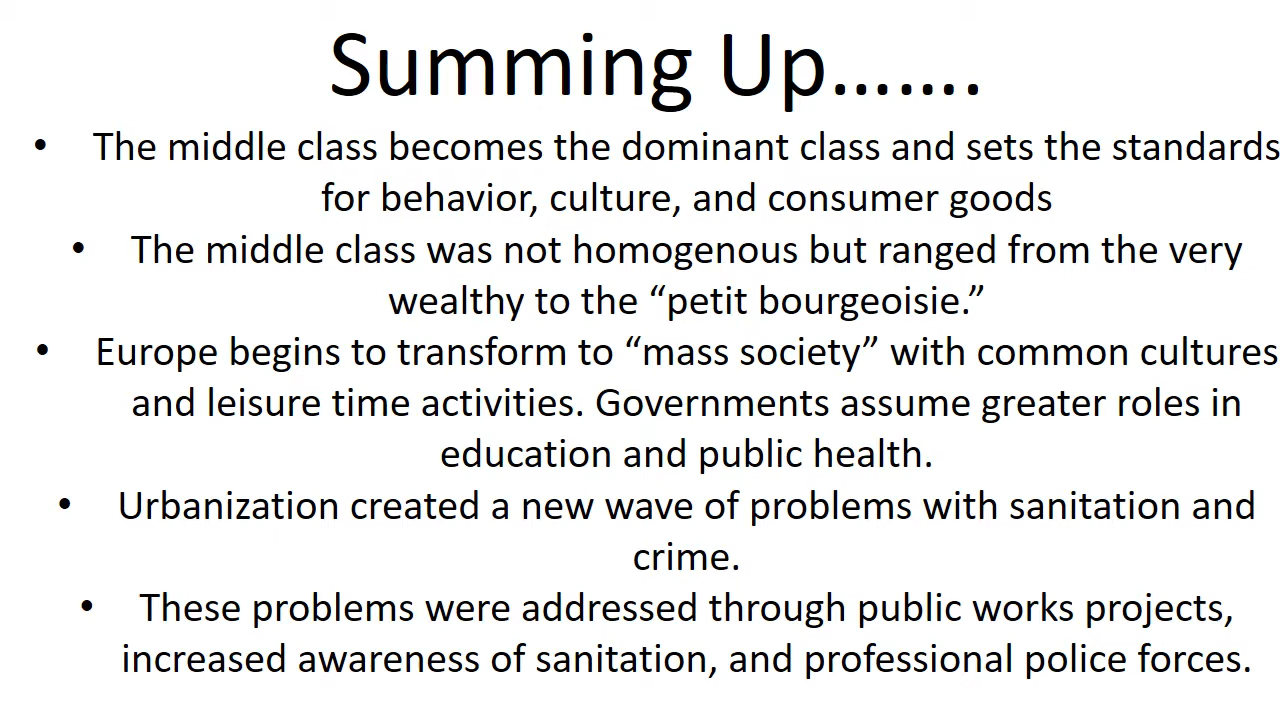 Summing Up…….
• The middle class becomes the dominant class and sets the standards
for behavior, culture, and consumer goods
• The middle class was not homogenous but ranged from the very
wealthy to the “petit bourgeoisie.”
• Europe begins to transform to “mass society” with common cultures
and leisure time activities. Governments assume greater roles in
education and public health.
• Urbanization created a new wave of problems with sanitation and
crime.
• These problems were addressed through public works projects,
increased awareness of sanitation, and professional police forces.